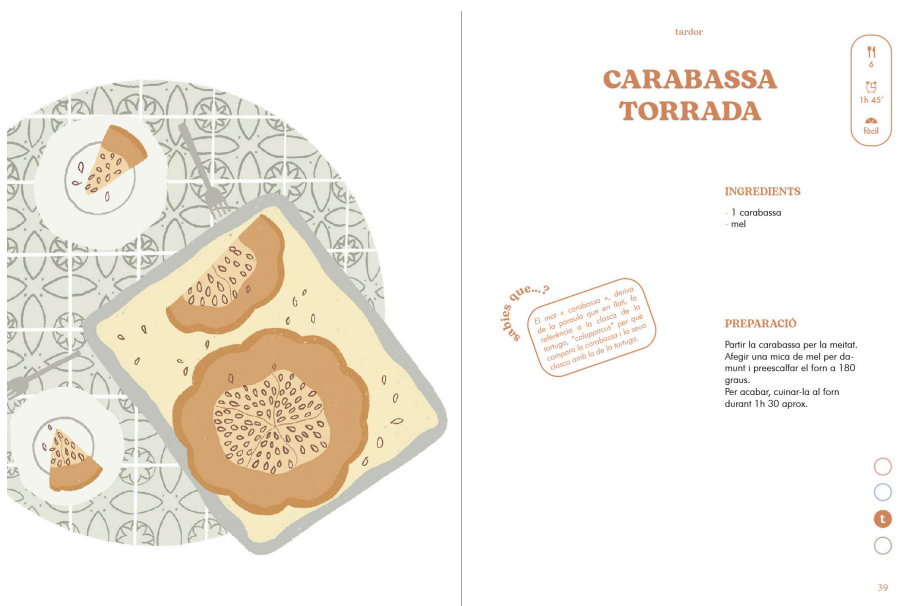 tardor
CARABASSA
TORRADA
6
1h 45'
fàcil
INGREDIENTS
- 1 carabassa
- mel
sabies que...?
El mot « carabassa », deriva
de la paraula que en llatí, fa
referència a la closca de la
tortuga, "calappacus" per què
compara la carabassa i la seva
closca amb la de la tortuga.
PREPARACIÓ
Partir la carabassa per la meitat.
Afegir una mica de mel per da-
munt i preescalfar el forn a 180
graus.
Per acabar, cuinar-la al forn
durant 1h 30 aprox.
t
39